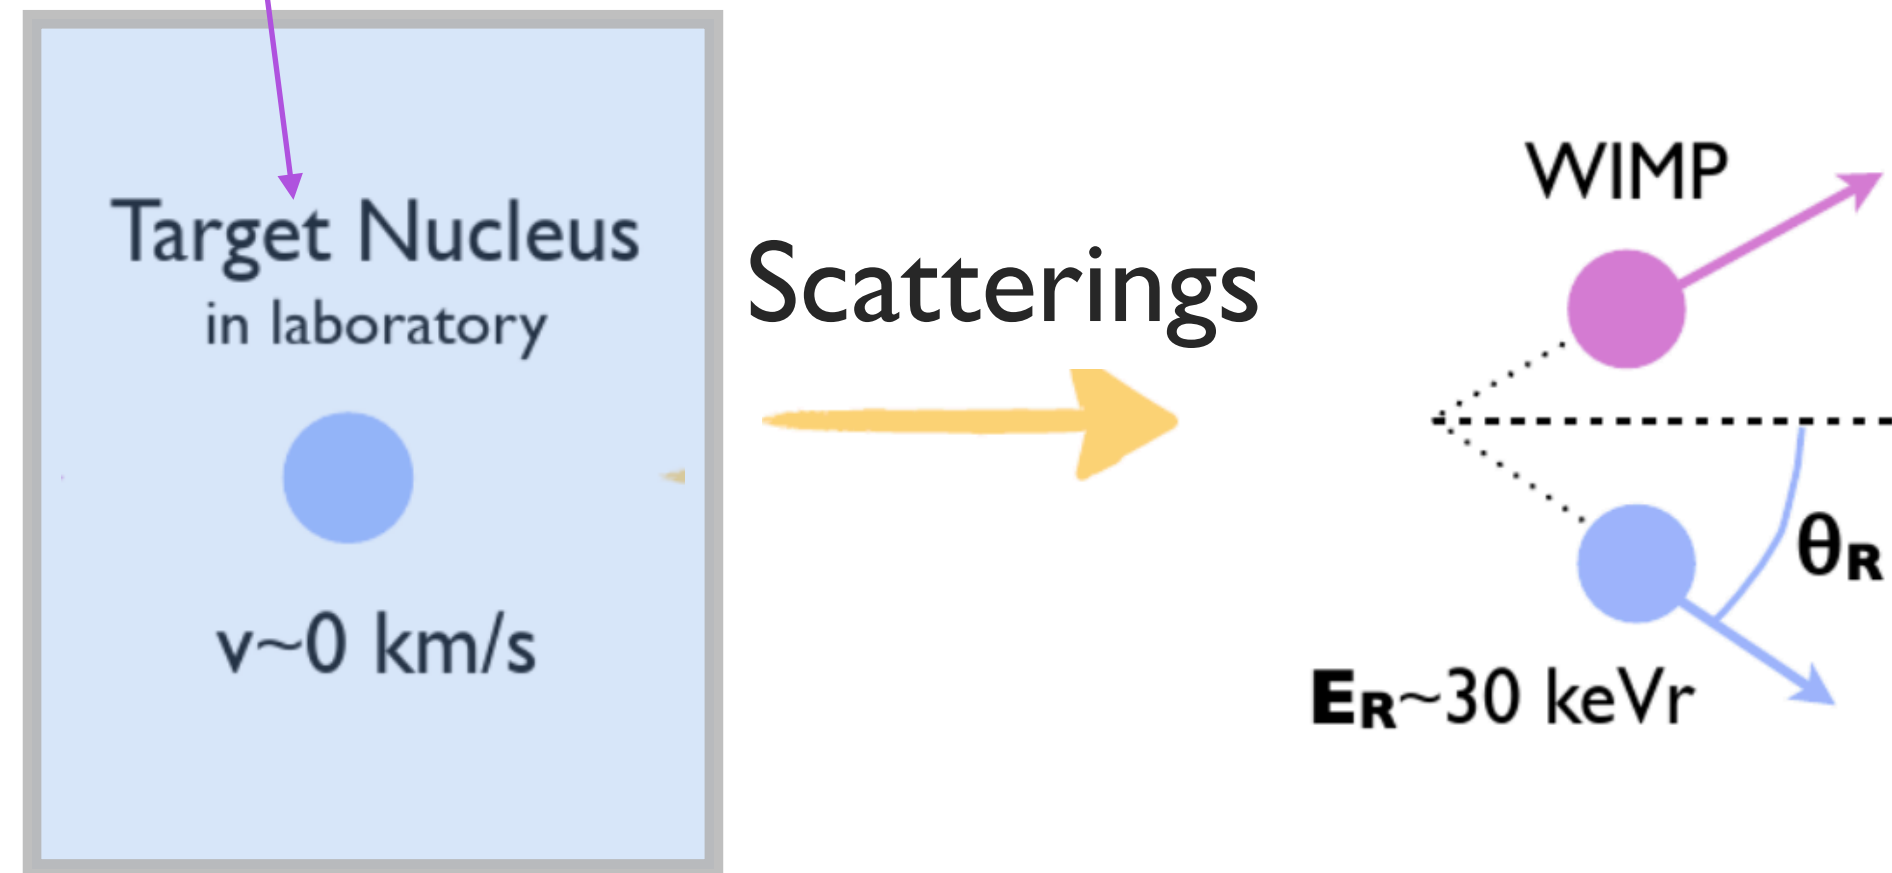 Target Nucleus
in laboratory
v~0 km/s
Scatterings
WIMP
θR
ER~30 keVr